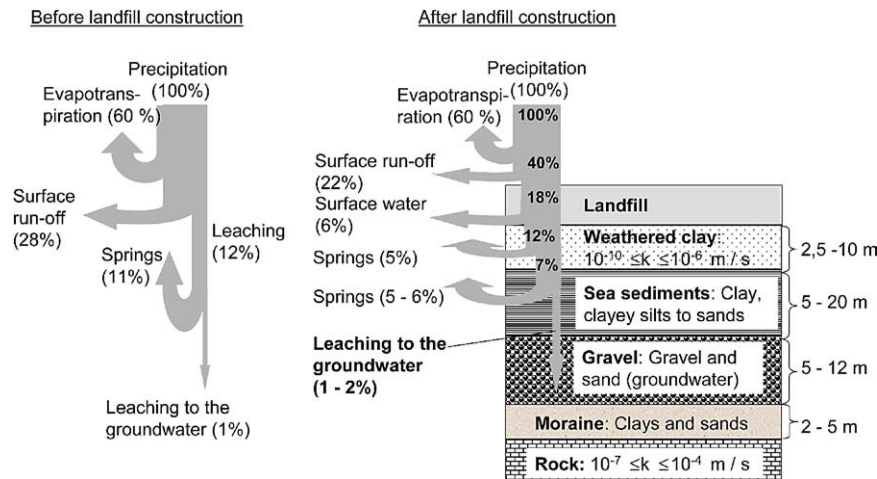 Before landfill construction
Precipitation
(100%)
Evapotrans-
piration (60 %)
Surface
run-off
(28%)
Springs
(11%)
Leaching
(12%)
Leaching to the
groundwater (1%)
After landfill construction
Precipitation
(100%)
Evapotranspi-
ration (60 %)
100%
40%
Surface run-off
(22%)
18%
Surface water
(6%)
12%
Springs (5%)
7%
Springs (5 - 6%)
Leaching to the
groundwater
(1 - 2%)
Landfill
Weathered clay:
10⁻¹⁰ ≤k ≤10⁻⁶ m / s
2,5 -10 m
Sea sediments: Clay,
clayey silts to sands
5 - 20 m
Gravel: Gravel and
sand (groundwater)
5 - 12 m
Moraine: Clays and sands
2 - 5 m
Rock: 10⁻⁷ ≤k ≤10⁻⁴ m / s